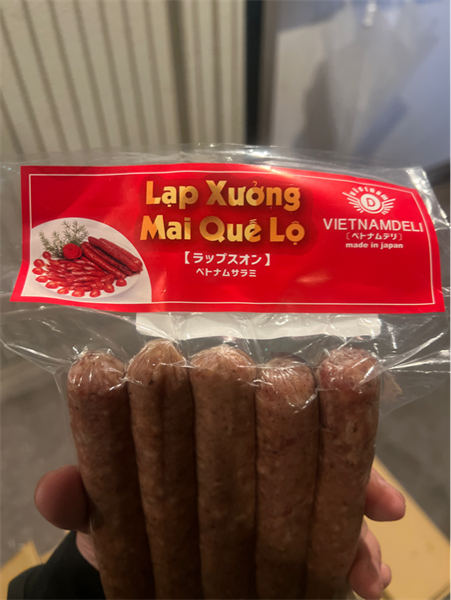 Lạp Xưởng
Mai Quế Lộ
【ラップスオン】
ベトナムサラミ
D
VIETNAMDELi
［ベトナムデリ］
made in japan